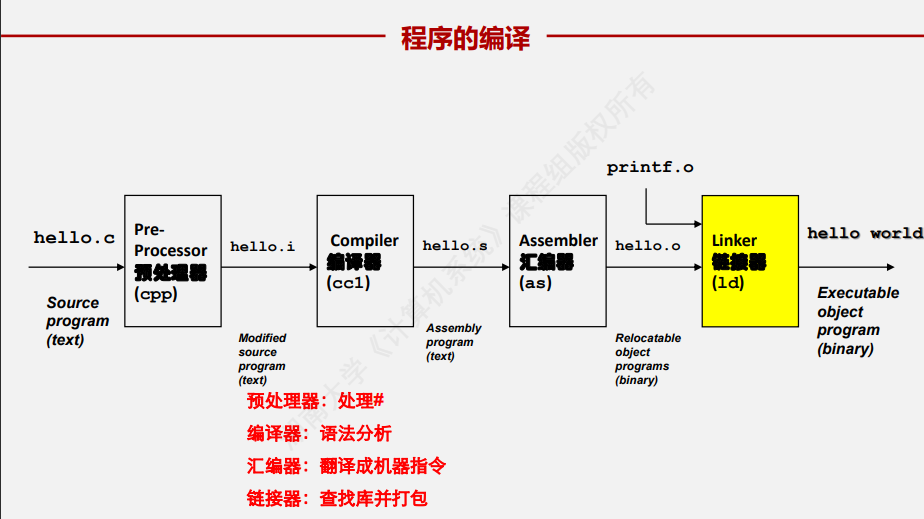 程序的编译
printf.o
hello.c
Pre-
Processor
预处理器
(cpp)
hello.i
Compiler
编译器
(cc1)
hello.s
Assembler
汇编器
(as)
hello.o
Linker
链接器
(ld)
hello world
Source
program
(text)
Modified
source
program
(text)
Assembly
program
(text)
Relocatable
object
programs
(binary)
Executable
object
program
(binary)
预处理器：处理#
编译器：语法分析
汇编器：翻译成机器指令
链接器：查找库并打包
南大学《计算机系统》课程组版权所有